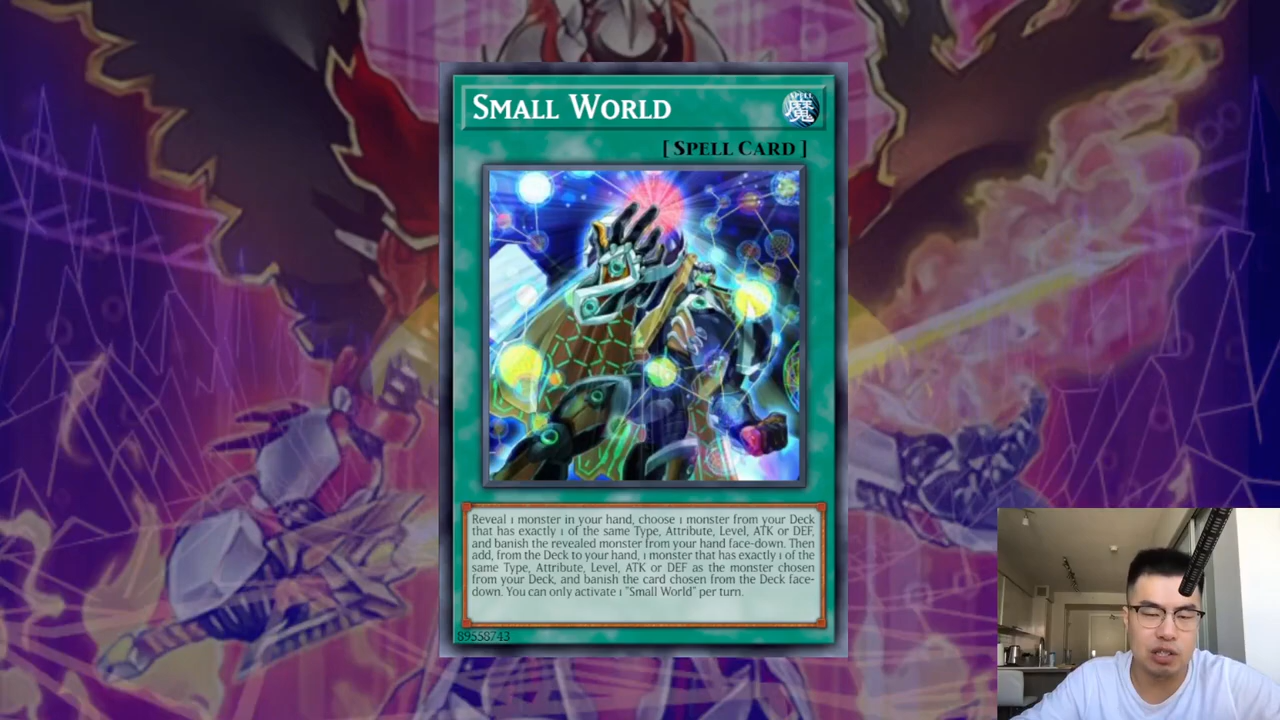 Small World
魔
[ Spell Card ]
Reveal 1 monster in your hand, choose 1 monster from your Deck
that has exactly 1 of the same Type, Attribute, Level, ATK or DEF,
and banish the revealed monster from your hand face-down. Then
add, from the Deck to your hand, 1 monster that has exactly 1 of the
same Type, Attribute, Level, ATK or DEF as the monster chosen
from your Deck, and banish the card chosen from the Deck face-
down. You can only activate 1 "Small World" per turn.
89558743